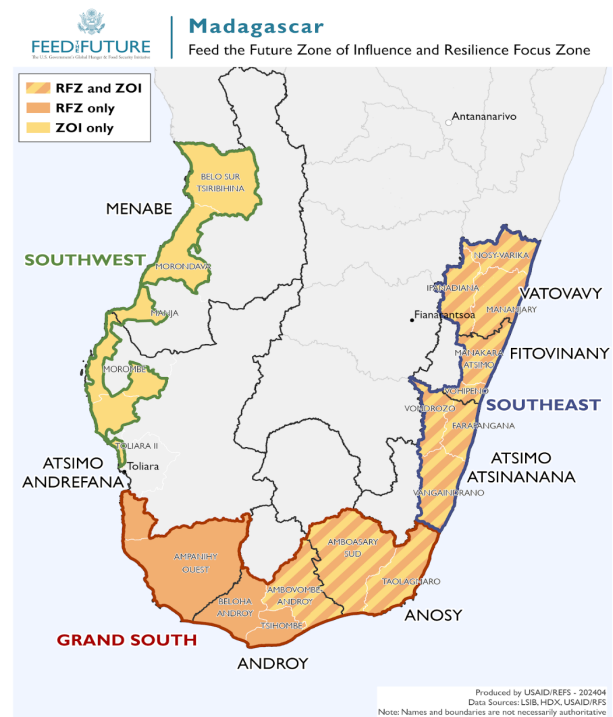 FEED THE FUTURE
The U.S. Government's Global Hunger & Food Security Initiative
Madagascar
Feed the Future Zone of Influence and Resilience Focus Zone
RFZ and ZOI
RFZ only
ZOI only
Antananarivo
BELO SUR
TSIRIBIHINA
MENABE
SOUTHWEST
MORONDAVA
NOSY-VARIKA
IFANADIANA
VATOVAVY
MANANJARY
MANJA
Fianarantsoa
MANAKARA
ATSIMO
FITOVINANY
MOROMBE
VOHIPENO
SOUTHEAST
VONDROZO
FARAFANGANA
TOLIARA II
Toliara
ATSIMO
ANDREFANA
ATSIMO
ATSINANANA
VANGAINDRANO
AMPANIHY
OUEST
AMBOASARY
SUD
TAOLAGNARO
AMBOVOMBE
ANDROY
BELOHA
ANDROY
TSIHOMBE
ANOSY
GRAND SOUTH
ANDROY
Produced by USAID/REFS - 202404
Data Sources: LSIB, HDX, USAID/RFS
Note: Names and boundaries are not necessarily authoritative